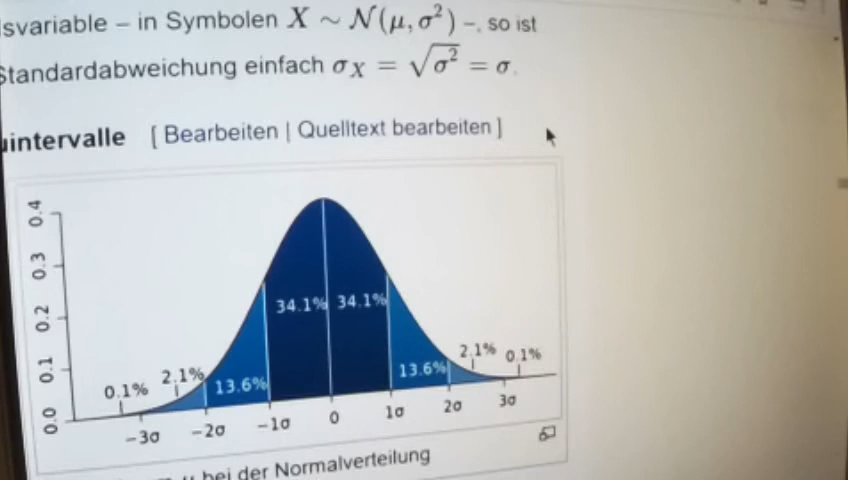 svariable – in Symbolen X ∼ N(μ, σ²) –, so ist
Standardabweichung einfach σX = √σ² = σ.
intervalle [ Bearbeiten | Quelltext bearbeiten ]
0.4
0.3
0.2
0.1
0.0
34.1% 34.1%
0.1% 2.1% 13.6% 13.6% 2.1% 0.1%
−3σ −2σ −1σ 0 1σ 2σ 3σ
bei der Normalverteilung